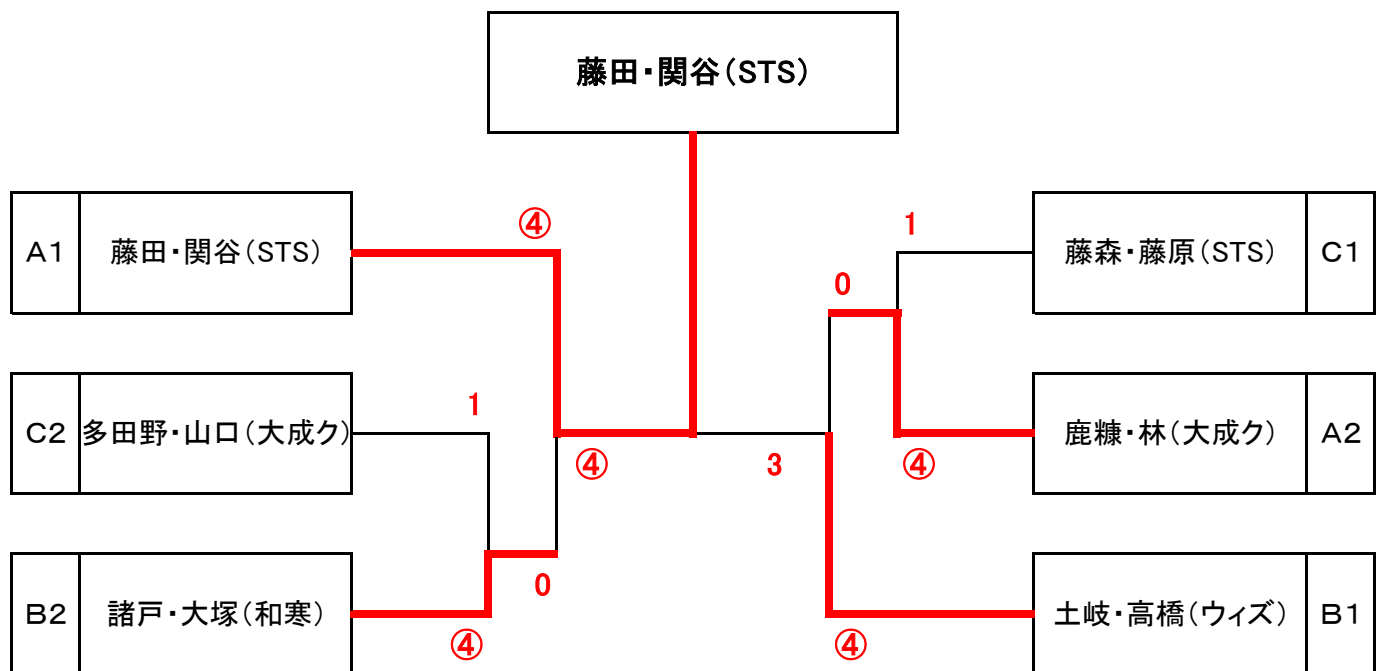 藤田・関谷(STS)
④
1
A1 藤田・関谷(STS)
藤森・藤原(STS) C1
0
1
C2 多田野・山口(大成ク)
鹿糠・林(大成ク) A2
④
3
④
0
B2 諸戸・大塚(和寒)
土岐・高橋(ウィズ) B1
④
④